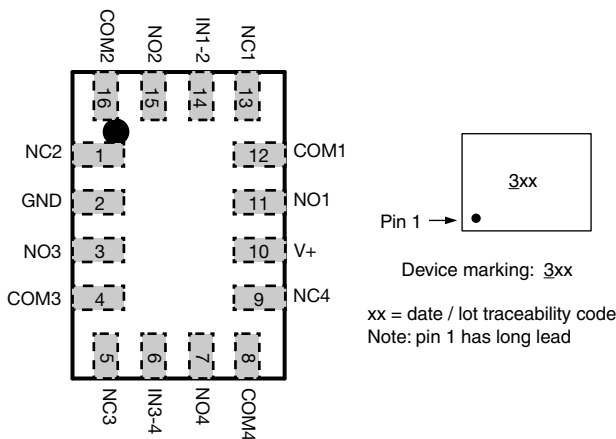 COM2
NO2
IN1-2
NC1
16
15
14
13
NC2
1
12
COM1
GND
2
11
NO1
NO3
3
10
V+
COM3
4
9
NC4
5
6
7
8
NC3
IN3-4
NO4
COM4
3xx
Pin 1
Device marking: 3xx
xx = date / lot traceability code
Note: pin 1 has long lead